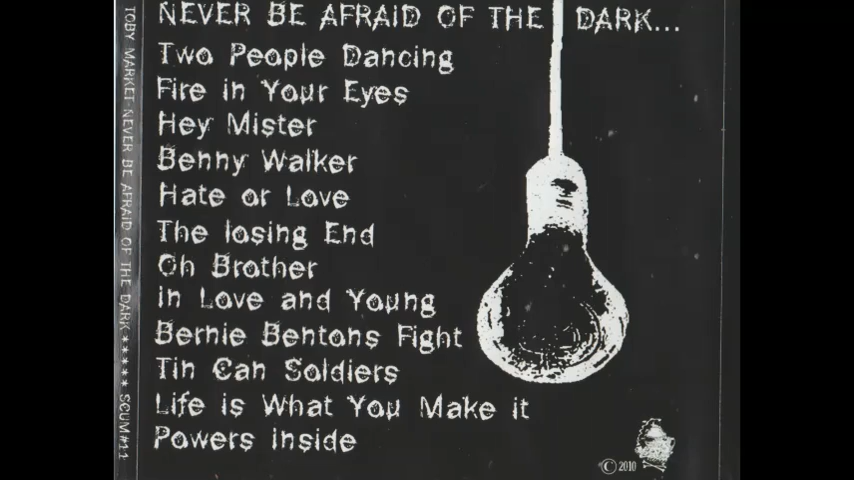 NEVER BE AFRAID OF THE DARK...
Two People Dancing
Fire in Your Eyes
Hey Mister
Benny Walker
Hate or Love
The losing End
Oh Brother
in Love and Young
Bernie Bentons Fight
Tin Can Soldiers
Life is What You Make it
Powers inside
© 2010
TOBY MARKET-NEVER BE AFRAID OF THE DARK***** SCUM#11